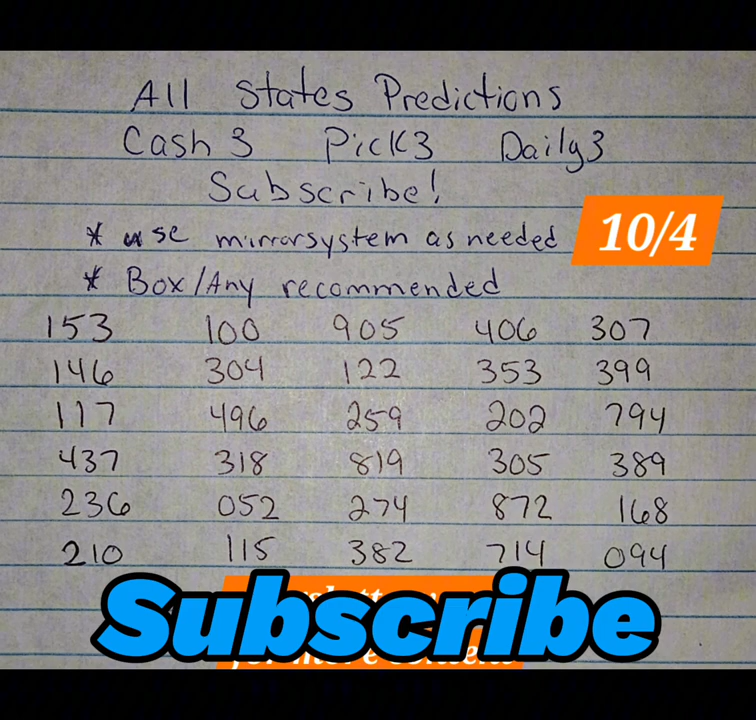 All States Predictions
Cash 3 Pick3 Daily3
Subscribe!
* use mirrorsystem as needed
10/4
* Box/Any recommended
153 100 905 406 307
146 304 122 353 399
117 496 259 202 794
437 318 819 305 389
236 052 274 872 168
210 115 382 714 094
Subscribe